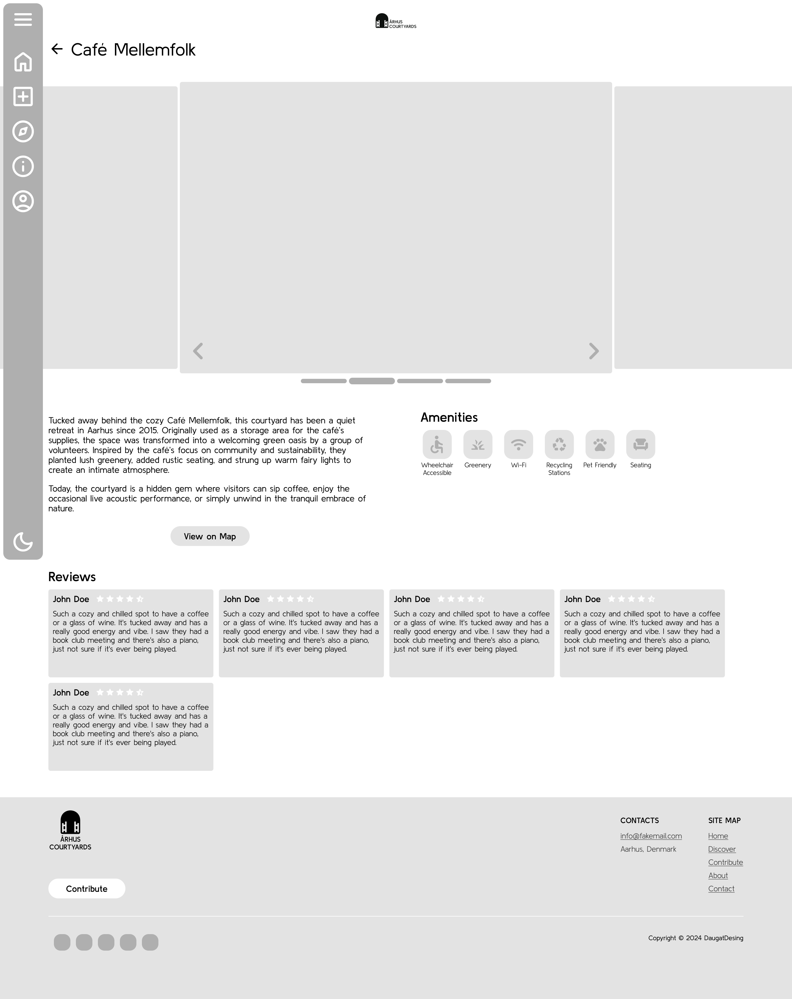 ÅRHUS
COURTYARDS
Café Mellemfolk
Tucked away behind the cozy Café Mellemfolk, this courtyard has been a quiet
retreat in Aarhus since 2015. Originally used as a storage area for the café’s
supplies, the space was transformed into a welcoming green oasis by a group of
volunteers. Inspired by the café’s focus on community and sustainability, they
planted lush greenery, added rustic seating, and strung up warm fairy lights to
create an intimate atmosphere.
Today, the courtyard is a hidden gem where visitors can sip coffee, enjoy the
occasional live acoustic performance, or simply unwind in the tranquil embrace of
nature.
View on Map
Amenities
Wheelchair
Accessible
Greenery
Wi-Fi
Recycling
Stations
Pet Friendly
Seating
Reviews
John Doe
Such a cozy and chilled spot to have a coffee
or a glass of wine. It's tucked away and has a
really good energy and vibe. I saw they had a
book club meeting and there's also a piano,
just not sure if it's ever being played.
John Doe
Such a cozy and chilled spot to have a coffee
or a glass of wine. It's tucked away and has a
really good energy and vibe. I saw they had a
book club meeting and there's also a piano,
just not sure if it's ever being played.
John Doe
Such a cozy and chilled spot to have a coffee
or a glass of wine. It's tucked away and has a
really good energy and vibe. I saw they had a
book club meeting and there's also a piano,
just not sure if it's ever being played.
John Doe
Such a cozy and chilled spot to have a coffee
or a glass of wine. It's tucked away and has a
really good energy and vibe. I saw they had a
book club meeting and there's also a piano,
just not sure if it's ever being played.
John Doe
Such a cozy and chilled spot to have a coffee
or a glass of wine. It's tucked away and has a
really good energy and vibe. I saw they had a
book club meeting and there's also a piano,
just not sure if it's ever being played.
ÅRHUS
COURTYARDS
Contribute
CONTACTS
info@fakemail.com
Aarhus, Denmark
SITE MAP
Home
Discover
Contribute
About
Contact
Copyright © 2024 DaugatDesing